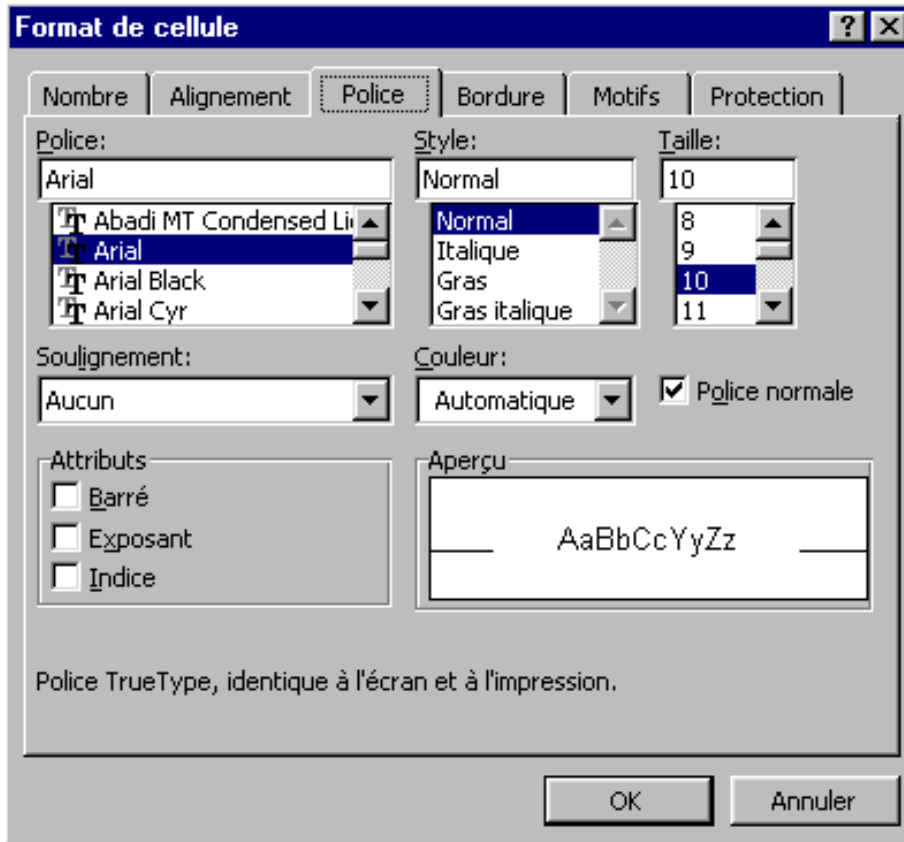 Format de cellule
Nombre Alignement Police Bordure Motifs Protection
Police: Style: Taille:
Arial Normal 10
Abadi MT Condensed Normal 8
Arial Italique 9
Arial Black Gras 10
Arial Cyr Gras italique 11
Soulignement: Couleur:
Aucun Automatique Police normale
Attributs Aperçu
Barré
Exposant AaBbCcYyZz
Indice
Police TrueType, identique à l'écran et à l'impression.
OK Annuler